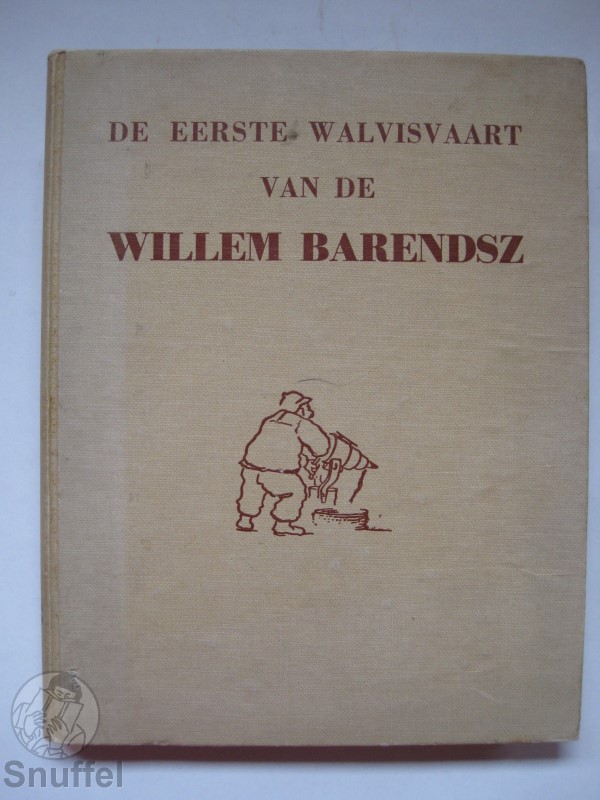 DE EERSTE WALVISVAART
VAN DE
WILLEM BARENDSZ
Snuffel